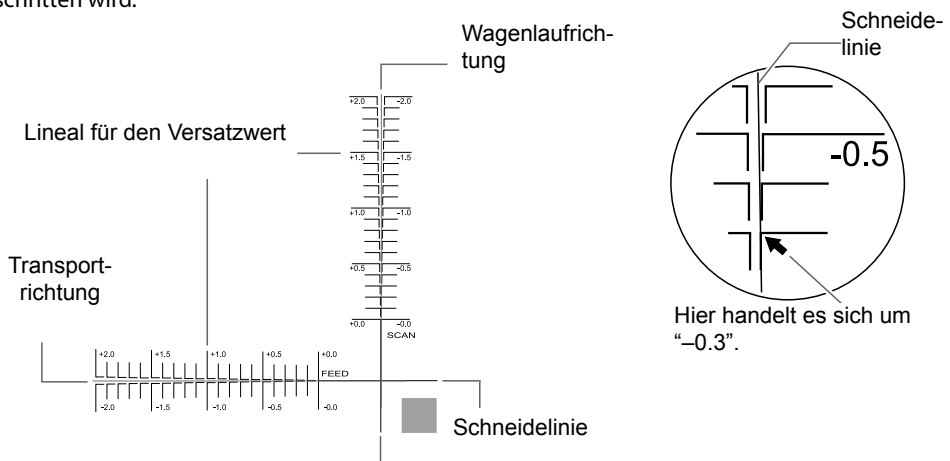 schritten wird.
Wagenlaufrich-
tung
Schneide-
linie
Lineal für den Versatzwert
+2.0 -2.0
+1.5 -1.5
+1.0 -1.0
+0.5 -0.5
+0.0 -0.0
SCAN
-0.5
Transport-
richtung
Hier handelt es sich um
“–0.3”.
+2.0 +1.5 +1.0 +0.5 +0.0
FEED
-2.0 -1.5 -1.0 -0.5 -0.0
Schneidelinie